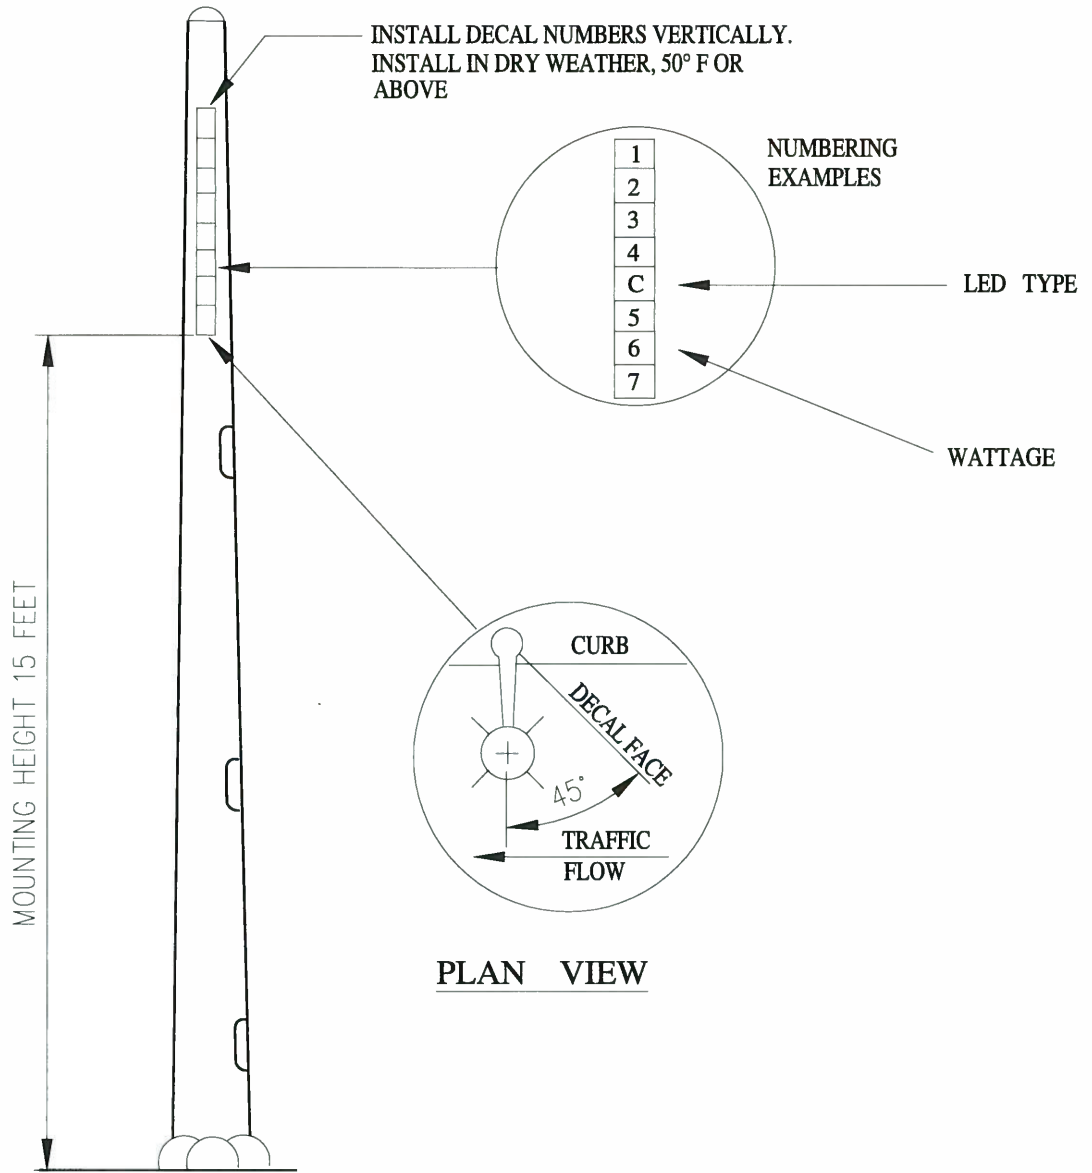 INSTALL DECAL NUMBERS VERTICALLY.
INSTALL IN DRY WEATHER, 50° F OR
ABOVE
NUMBERING
EXAMPLES
1
2
3
4
C
5
6
7
LED TYPE
WATTAGE
MOUNTING HEIGHT 15 FEET
CURB
DECAL FACE
45°
TRAFFIC
FLOW
PLAN VIEW